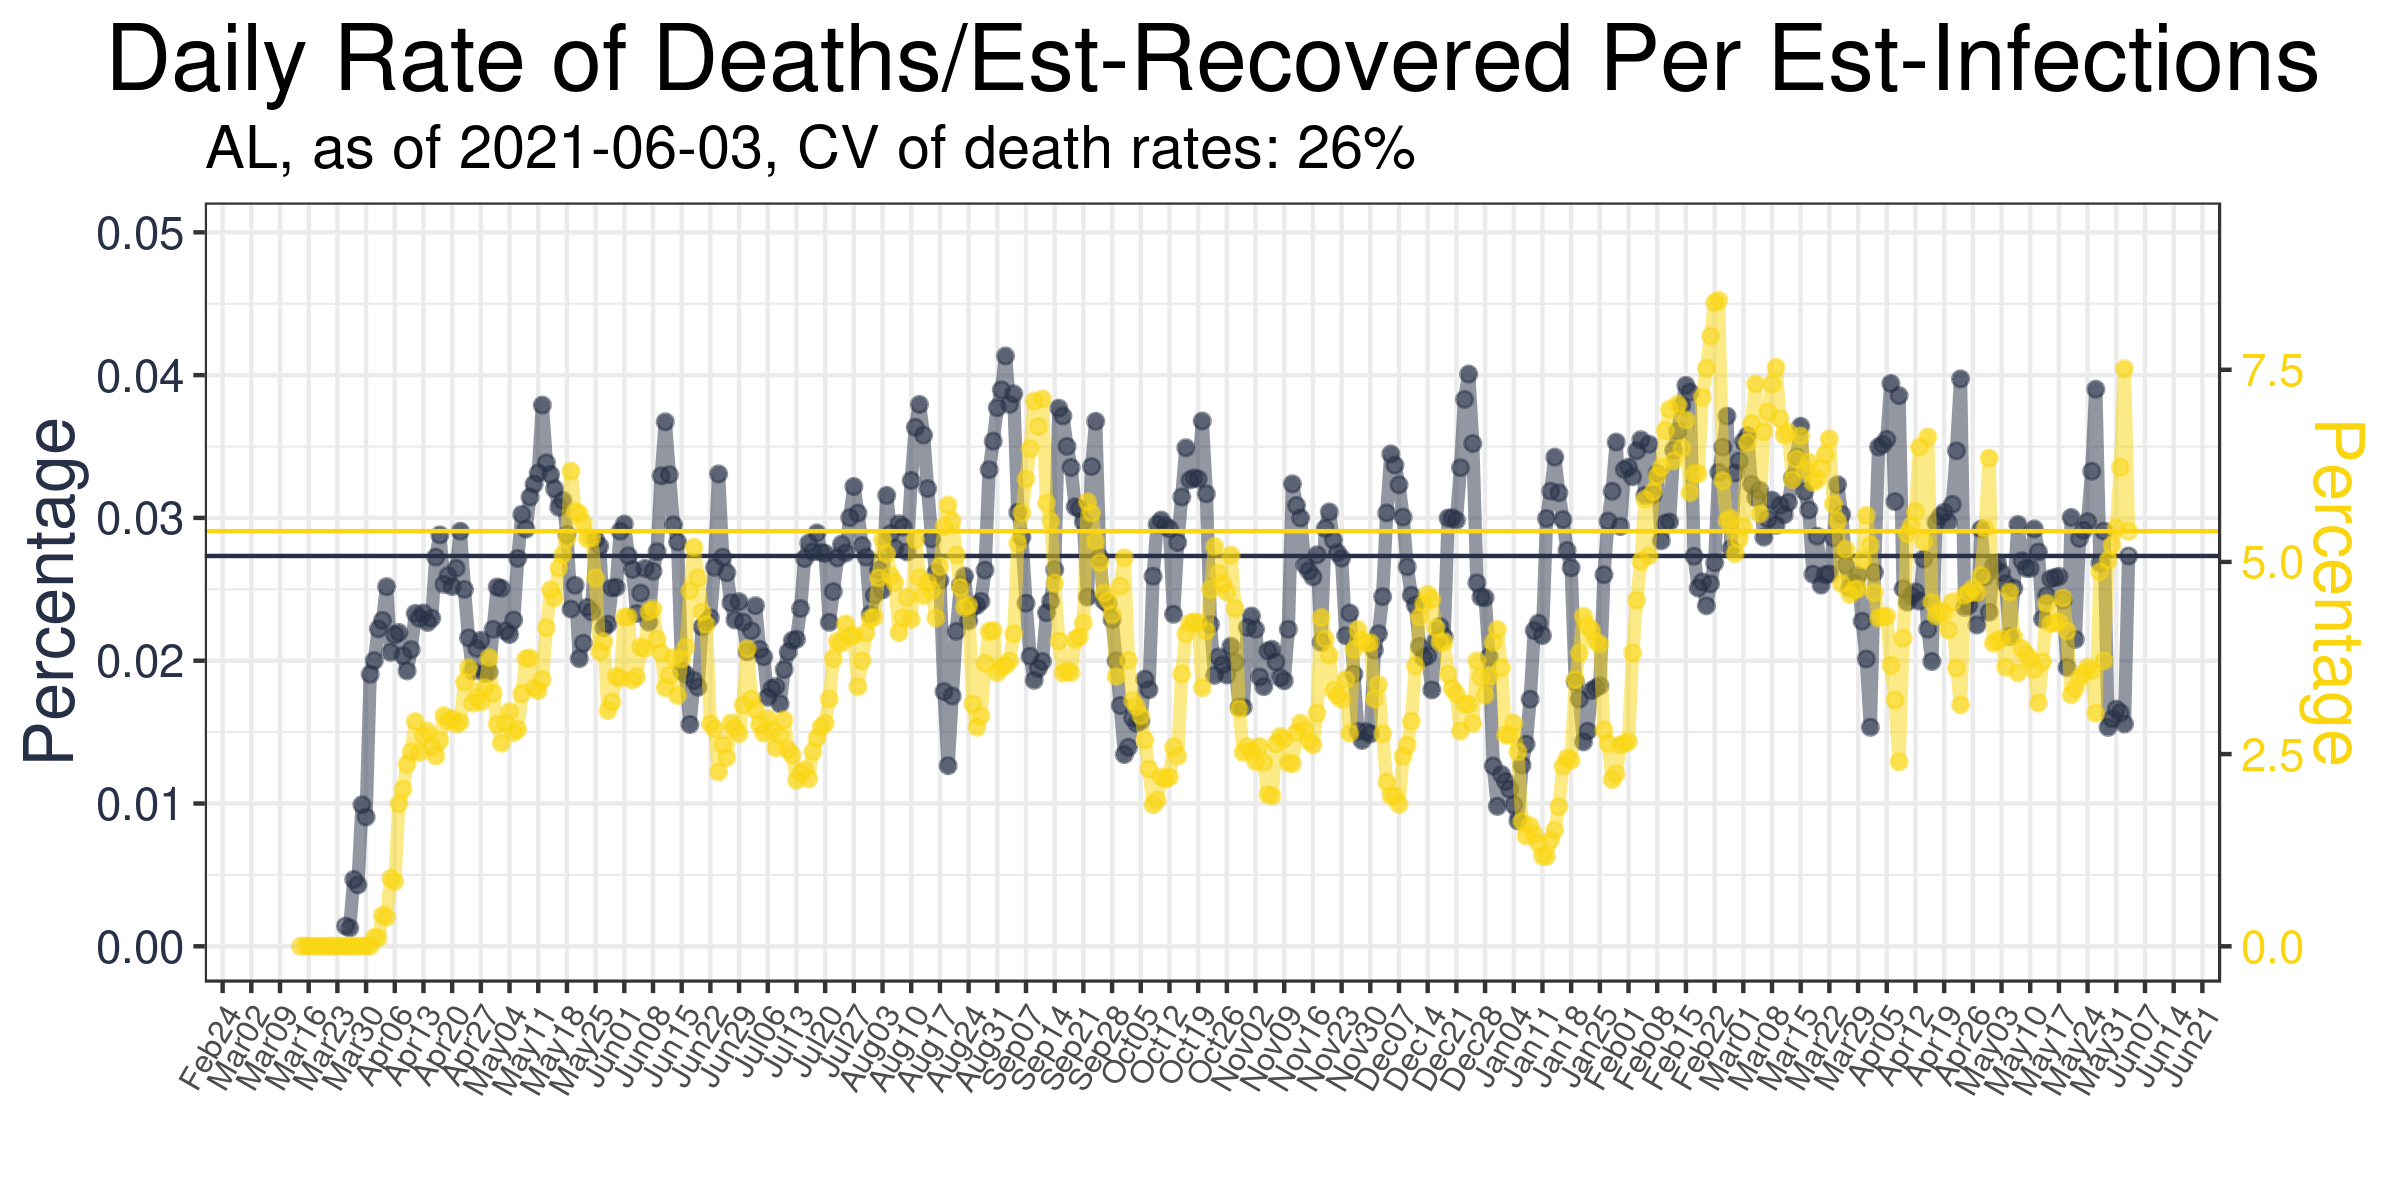 Daily Rate of Deaths/Est-Recovered Per Est-Infections
AL, as of 2021-06-03, CV of death rates: 26%
Percentage
0.05
0.04
0.03
0.02
0.01
0.00
7.5
5.0
2.5
0.0
Percentage
Feb24
Mar02
Mar09
Mar16
Mar23
Mar30
Apr06
Apr13
Apr20
Apr27
May04
May11
May18
May25
Jun01
Jun08
Jun15
Jun22
Jun29
Jul06
Jul13
Jul20
Jul27
Aug03
Aug10
Aug17
Aug24
Aug31
Sep07
Sep14
Sep21
Sep28
Oct05
Oct12
Oct19
Oct26
Nov02
Nov09
Nov16
Nov23
Nov30
Dec07
Dec14
Dec21
Dec28
Jan04
Jan11
Jan18
Jan25
Feb01
Feb08
Feb15
Feb22
Mar01
Mar08
Mar15
Mar22
Mar29
Apr05
Apr12
Apr19
Apr26
May03
May10
May17
May24
May31
Jun07
Jun14
Jun21